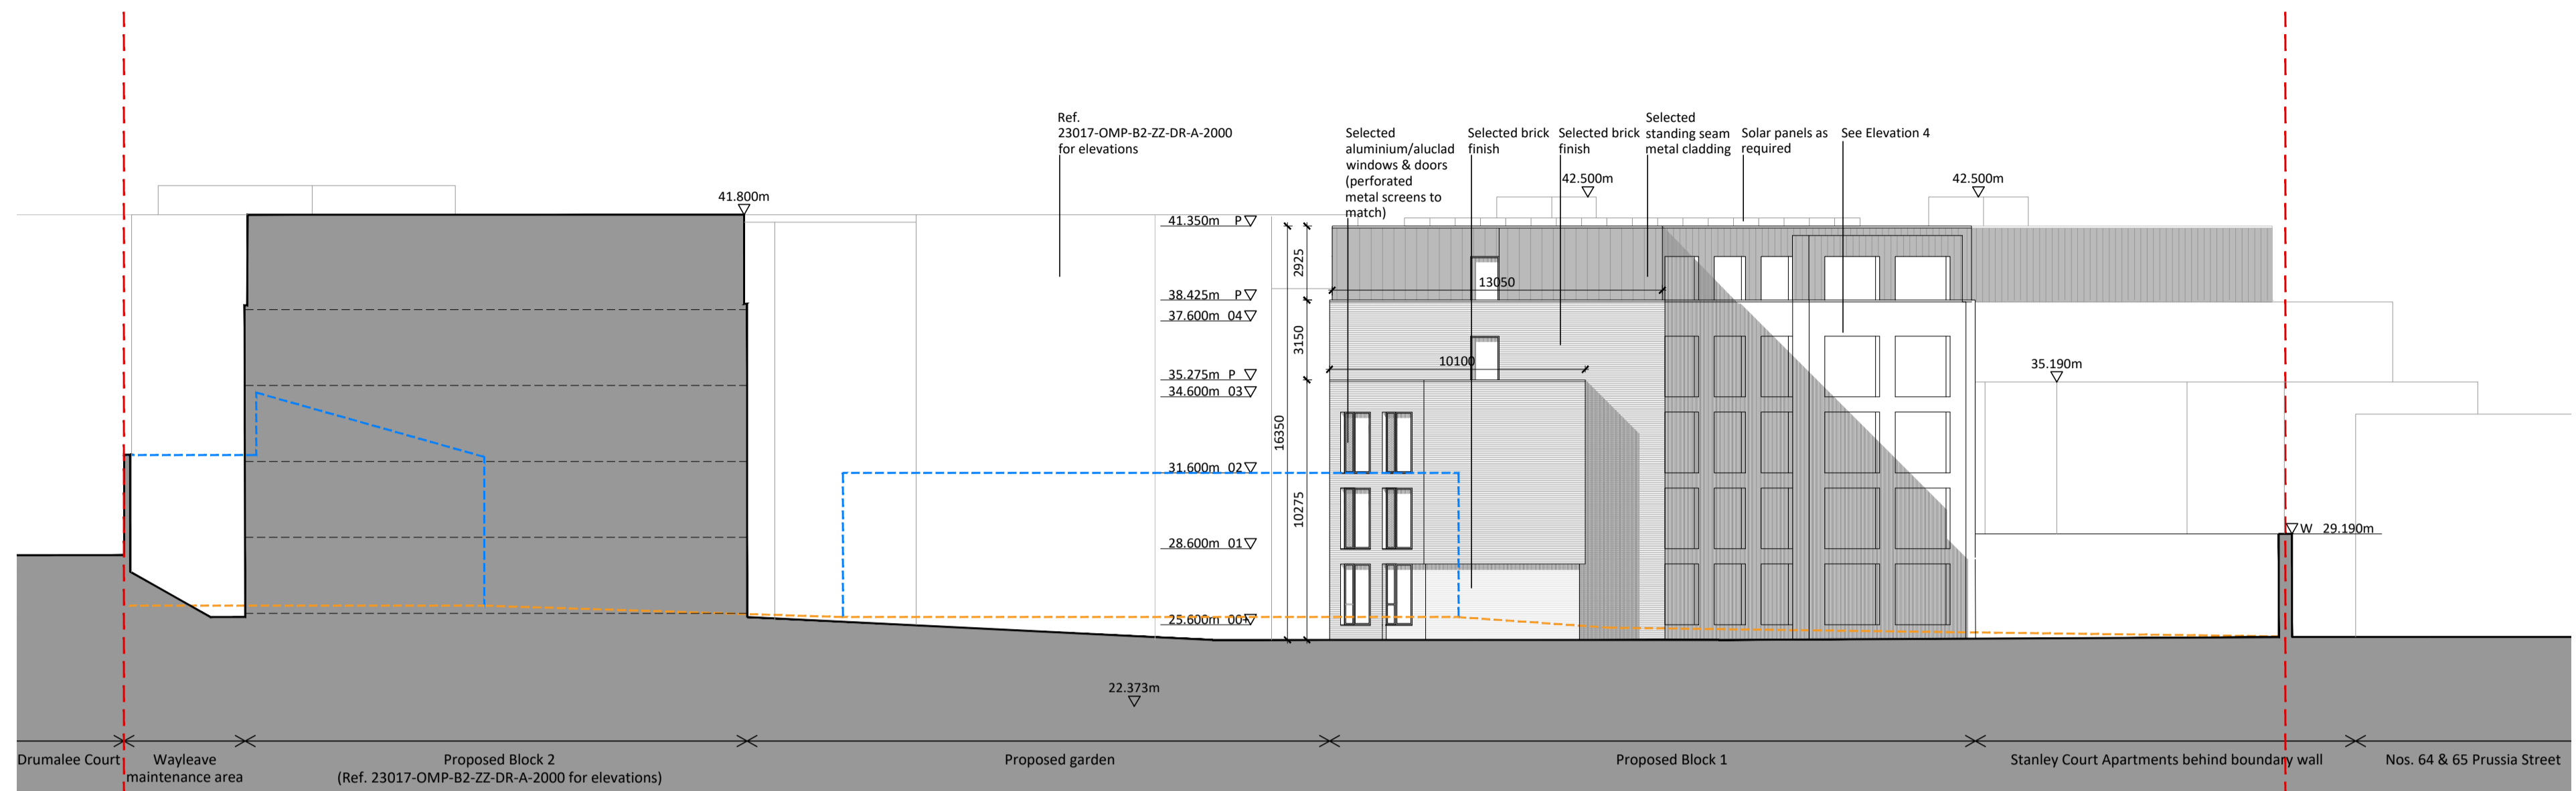 Ref.
23017-OMP-B2-ZZ-DR-A-2000
for elevations
Selected
aluminium/aluclad
windows & doors
(perforated
metal screens to
match)
Selected brick
finish
Selected brick
finish
Selected
standing seam
metal cladding
Solar panels as
required
See Elevation 4
41.800m
42.500m
42.500m
41.350m P
38.425m P
37.600m 04
35.275m P
34.600m 03
31.600m 02
28.600m 01
25.600m 00
2925
3150
16350
10275
13050
10100
35.190m
W 29.190m
22.373m
Drumalee Court
Wayleave
maintenance area
Proposed Block 2
(Ref. 23017-OMP-B2-ZZ-DR-A-2000 for elevations)
Proposed garden
Proposed Block 1
Stanley Court Apartments behind boundary wall
Nos. 64 & 65 Prussia Street